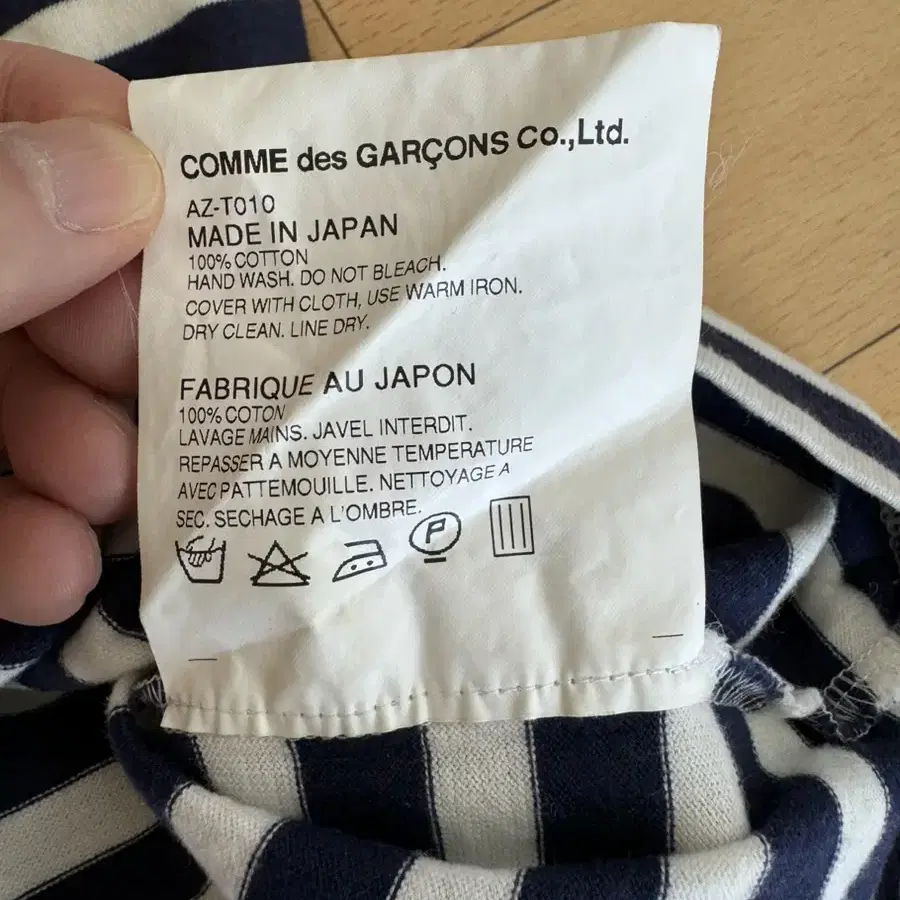 COMME des GARÇONS Co.,Ltd.
AZ-T010
MADE IN JAPAN
100% COTTON
HAND WASH. DO NOT BLEACH.
COVER WITH CLOTH, USE WARM IRON.
DRY CLEAN. LINE DRY.
FABRIQUE AU JAPON
100% COTON
LAVAGE MAINS. JAVEL INTERDIT.
REPASSER A MOYENNE TEMPERATURE
AVEC PATTEMOUILLE. NETTOYAGE A
SEC. SECHAGE A L'OMBRE.
P